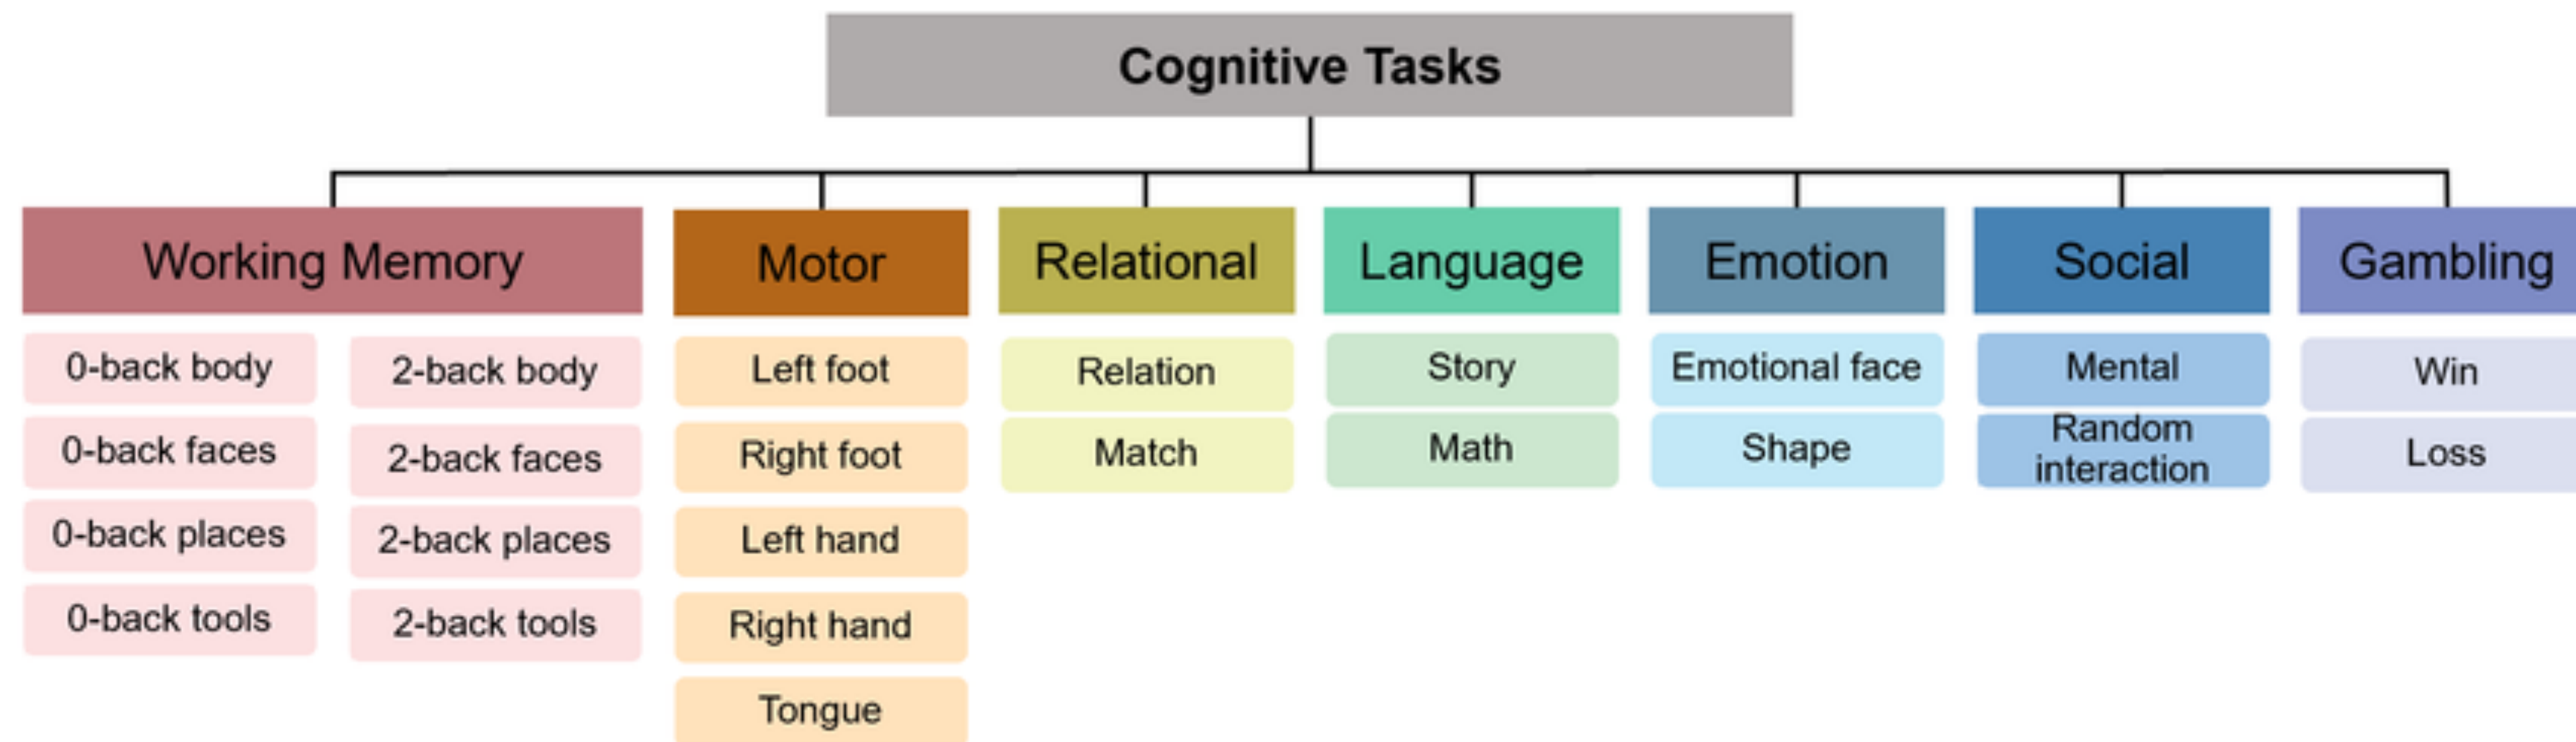 Cognitive Tasks
Working Memory
Motor
Relational
Language
Emotion
Social
Gambling
0-back body
2-back body
Left foot
Relation
Story
Emotional face
Mental
Win
0-back faces
2-back faces
Right foot
Match
Math
Shape
Random
interaction
Loss
0-back places
2-back places
Left hand
0-back tools
2-back tools
Right hand
Tongue